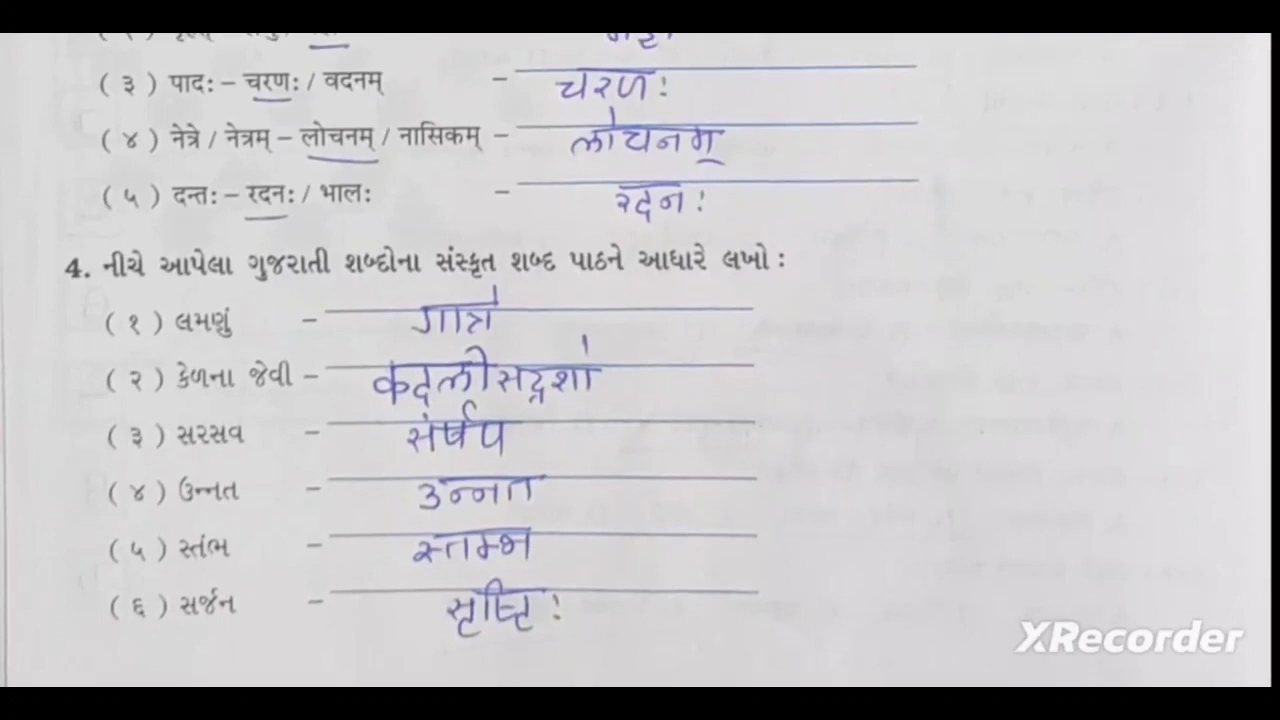 ( ३ ) पादः – चरणः / वदनम् – चरण:
( ४ ) नेत्रे / नेत्रम् – लोचनम् / नासिकम् – लोचनम्
( ५ ) दन्तः – रदनः / भालः – रदन:
4. નીચે આપેલા ગુજરાતી શબ્દોના સંસ્કૃત શબ્દ પાઠને આધારે લખો :
( ૧ ) લમણું – गात्रे
( ૨ ) કેળના જેવી – कदलीसदृशो
( ૩ ) સરસવ – सर्षप
( ૪ ) ઉન્નત – उन्नत
( ૫ ) સ્તંભ – स्तम्भ
( ૬ ) સર્જન – सृष्टि:
XRecorder